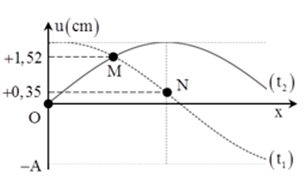 u(cm)
+1,52
M
+0,35
N
(t₂)
O
x
−A
(t₁)